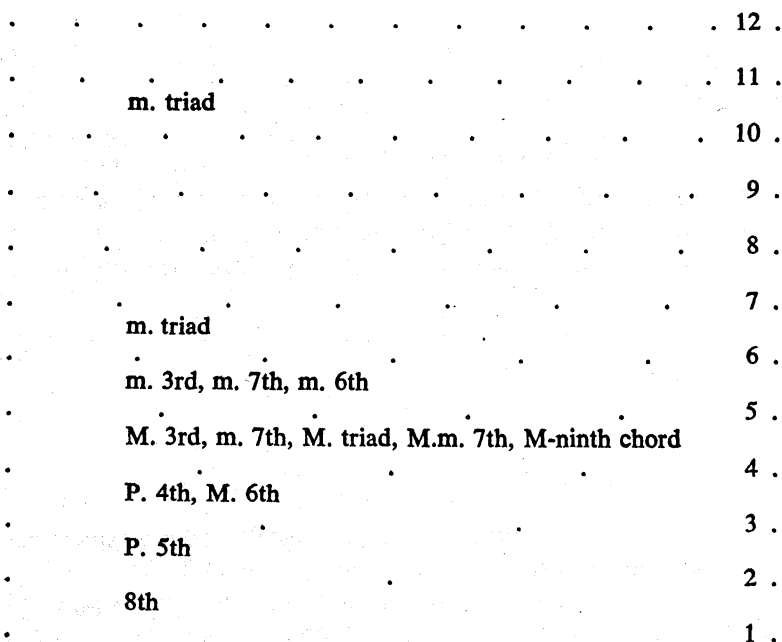 12 .
11 .
m. triad
10 .
9 .
8 .
7 .
m. triad
6 .
m. 3rd, m. 7th, m. 6th
5 .
M. 3rd, m. 7th, M. triad, M.m. 7th, M-ninth chord
4 .
P. 4th, M. 6th
3 .
P. 5th
2 .
8th
1 .